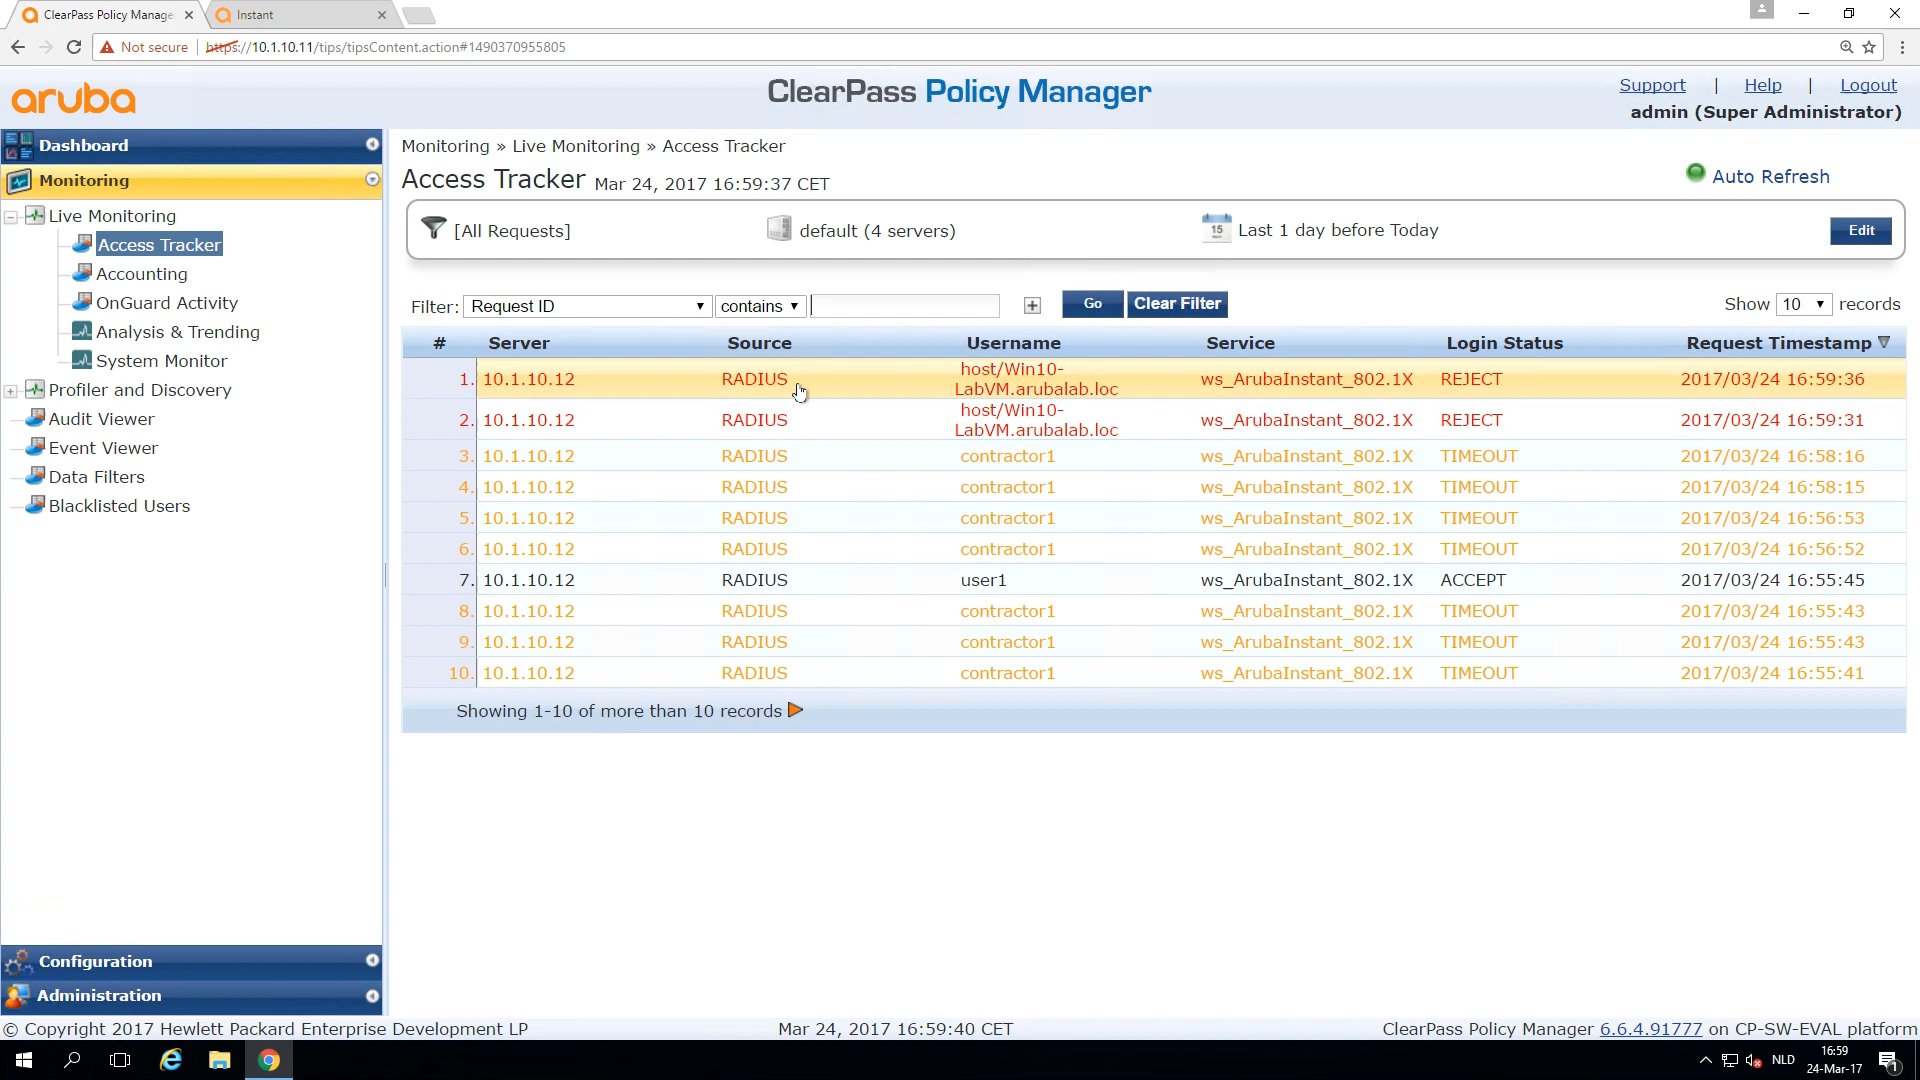 ClearPass Policy Manage
Instant
Not secure
https://10.1.10.11/tips/tipsContent.action#1490370955805
aruba
ClearPass Policy Manager
Support | Help | Logout
admin (Super Administrator)
Dashboard
Monitoring
Live Monitoring
Access Tracker
Accounting
OnGuard Activity
Analysis & Trending
System Monitor
Profiler and Discovery
Audit Viewer
Event Viewer
Data Filters
Blacklisted Users
Configuration
Administration
Monitoring » Live Monitoring » Access Tracker
Access Tracker Mar 24, 2017 16:59:37 CET
Auto Refresh
[All Requests]
default (4 servers)
15
Last 1 day before Today
Edit
Filter: Request ID contains Go Clear Filter
Show 10 records
# Server Source Username Service Login Status Request Timestamp
1. 10.1.10.12 RADIUS host/Win10-LabVM.arubalab.loc ws_ArubaInstant_802.1X REJECT 2017/03/24 16:59:36
2. 10.1.10.12 RADIUS host/Win10-LabVM.arubalab.loc ws_ArubaInstant_802.1X REJECT 2017/03/24 16:59:31
3. 10.1.10.12 RADIUS contractor1 ws_ArubaInstant_802.1X TIMEOUT 2017/03/24 16:58:16
4. 10.1.10.12 RADIUS contractor1 ws_ArubaInstant_802.1X TIMEOUT 2017/03/24 16:58:15
5. 10.1.10.12 RADIUS contractor1 ws_ArubaInstant_802.1X TIMEOUT 2017/03/24 16:56:53
6. 10.1.10.12 RADIUS contractor1 ws_ArubaInstant_802.1X TIMEOUT 2017/03/24 16:56:52
7. 10.1.10.12 RADIUS user1 ws_ArubaInstant_802.1X ACCEPT 2017/03/24 16:55:45
8. 10.1.10.12 RADIUS contractor1 ws_ArubaInstant_802.1X TIMEOUT 2017/03/24 16:55:43
9. 10.1.10.12 RADIUS contractor1 ws_ArubaInstant_802.1X TIMEOUT 2017/03/24 16:55:43
10. 10.1.10.12 RADIUS contractor1 ws_ArubaInstant_802.1X TIMEOUT 2017/03/24 16:55:41
Showing 1-10 of more than 10 records
© Copyright 2017 Hewlett Packard Enterprise Development LP
Mar 24, 2017 16:59:40 CET
ClearPass Policy Manager 6.6.4.91777 on CP-SW-EVAL platform
NLD
16:59
24-Mar-17
1